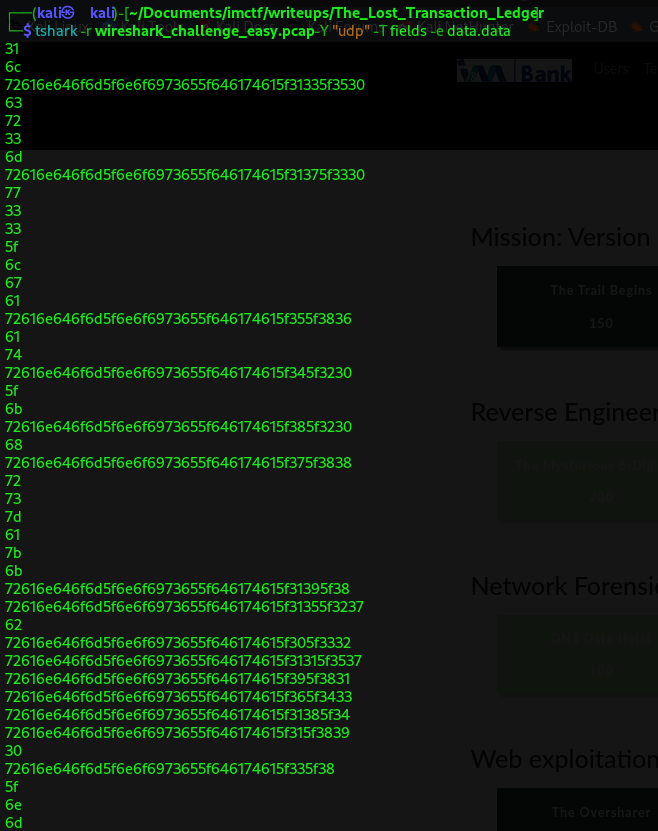 ┌──(kali㉿ kali)-[~/Documents/imctf/writeups/The_Lost_Transaction_Ledger]
└─$ tshark -r wireshark_challenge_easy.pcap -Y "udp" -T fields -e data.data
Exploit-DB
G
31
6c
Bank
Users
72616e646f6d5f6e6f6973655f646174615f31335f3530
63
72
33
6d
72616e646f6d5f6e6f6973655f646174615f31375f3330
77
33
33
Mission: Version
5f
6c
67
The Trail Begins
61
72616e646f6d5f6e6f6973655f646174615f355f3836
150
61
74
72616e646f6d5f6e6f6973655f646174615f345f3230
5f
6b
Reverse Engineer
72616e646f6d5f6e6f6973655f646174615f385f3230
68
72616e646f6d5f6e6f6973655f646174615f375f3838
72
73
7d
61
7b
6b
Network Forensi
72616e646f6d5f6e6f6973655f646174615f31395f38
72616e646f6d5f6e6f6973655f646174615f31355f3237
62
72616e646f6d5f6e6f6973655f646174615f305f3332
72616e646f6d5f6e6f6973655f646174615f31315f3537
72616e646f6d5f6e6f6973655f646174615f395f3831
72616e646f6d5f6e6f6973655f646174615f365f3433
72616e646f6d5f6e6f6973655f646174615f31385f34
72616e646f6d5f6e6f6973655f646174615f315f3839
30
Web exploitation
72616e646f6d5f6e6f6973655f646174615f335f38
5f
6e
The Oversharer
6d